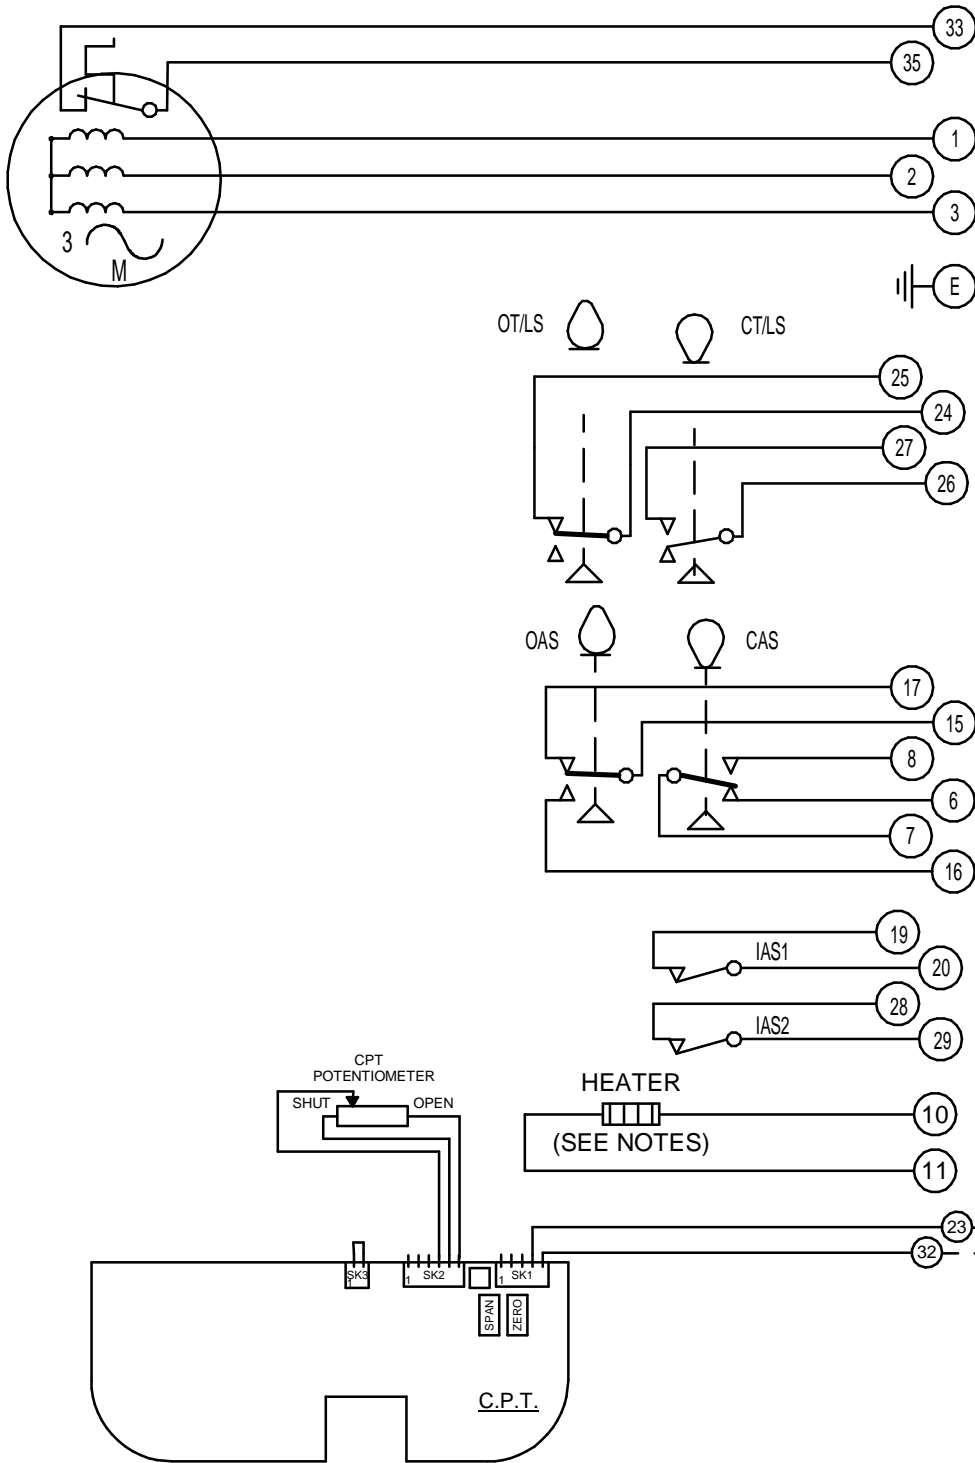 33
35
1
2
3
3
M
E
OT/LS
CT/LS
25
24
27
26
OAS
CAS
17
15
8
6
7
16
19
IAS1
20
28
IAS2
29
CPT
POTENTIOMETER
SHUT
OPEN
HEATER
(SEE NOTES)
10
11
23
32
SK3
1
SK2
1
SK1
1
SPAN
ZERO
C.P.T.